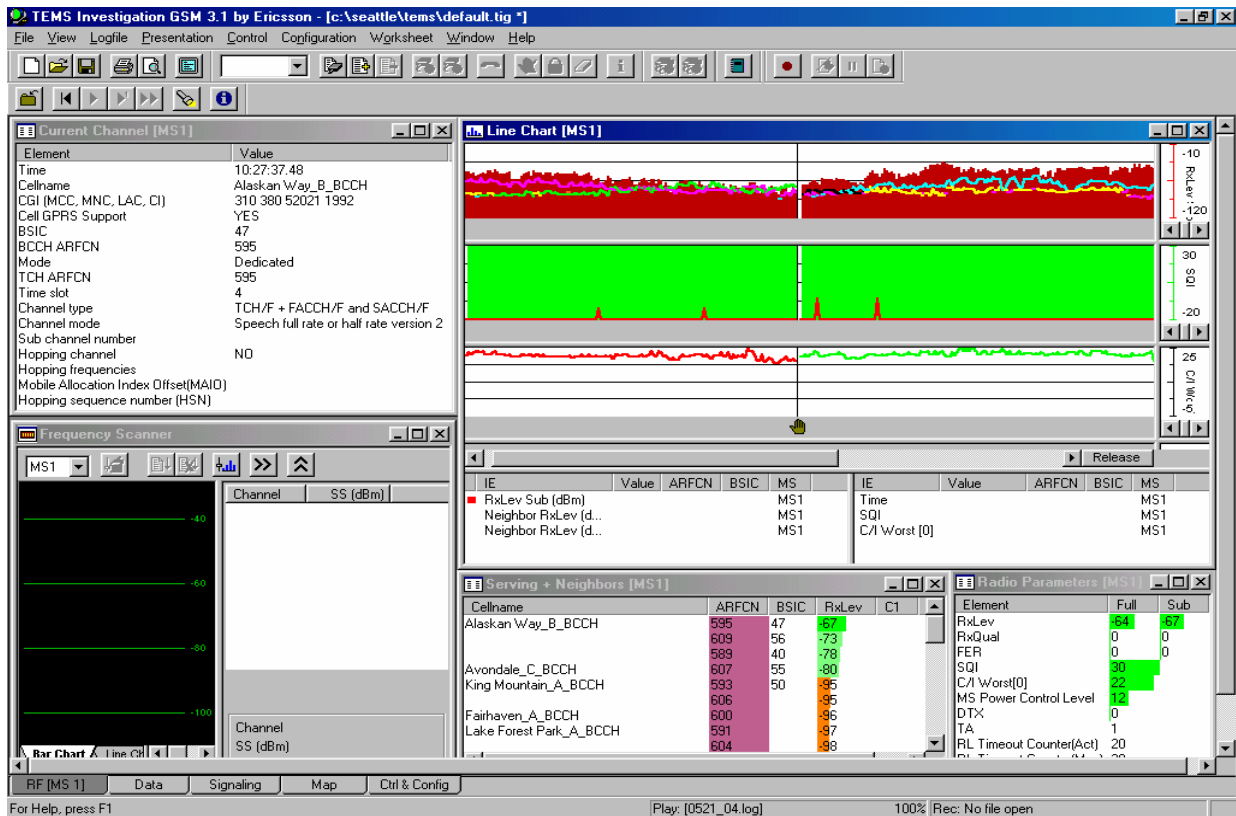 TEMS Investigation GSM 3.1 by Ericsson - [c:\seattle\tems\default.tig *]
File View Logfile Presentation Control Configuration Worksheet Window Help
Current Channel [MS1]
Element Value
Time 10:27:37.48
Cellname Alaskan Way_B_BCCH
CGI (MCC, MNC, LAC, CI) 310 380 52021 1992
Cell GPRS Support YES
BSIC 47
BCCH ARFCN 595
Mode Dedicated
TCH ARFCN 595
Time slot 4
Channel type TCH/F + FACCH/F and SACCH/F
Channel mode Speech full rate or half rate version 2
Sub channel number
Hopping channel NO
Hopping frequencies
Mobile Allocation Index Offset(MAIO)
Hopping sequence number (HSN)
Line Chart [MS1]
-10
RxLev
-120
30
SQI
-20
25
C/I
-5
Release
IE Value ARFCN BSIC MS
RxLev Sub (dBm) MS1
Neighbor RxLev (d... MS1
Neighbor RxLev (d... MS1
IE Value ARFCN BSIC MS
Time MS1
SQI MS1
C/I Worst [0] MS1
Frequency Scanner
MS1
Channel SS (dBm)
-40
-60
-80
-100
Channel
SS (dBm)
Bar Chart Line Ch
Serving + Neighbors [MS1]
Cellname ARFCN BSIC RxLev C1
Alaskan Way_B_BCCH 595 47 -67
609 56 -73
589 40 -78
Avondale_C_BCCH 607 55 -80
King Mountain_A_BCCH 593 50 -95
606 -95
Fairhaven_A_BCCH 600 -96
Lake Forest Park_A_BCCH 591 -97
604 -98
Radio Parameters [MS1]
Element Full Sub
RxLev -64 -67
RxQual 0 0
FER 0 0
SQI 30
C/I Worst[0] 22
MS Power Control Level 12
DTX 0
TA 1
RL Timeout Counter(Act) 20
RF [MS 1] Data Signaling Map Ctrl & Config
For Help, press F1 Play: [0521_04.log] 100% Rec: No file open